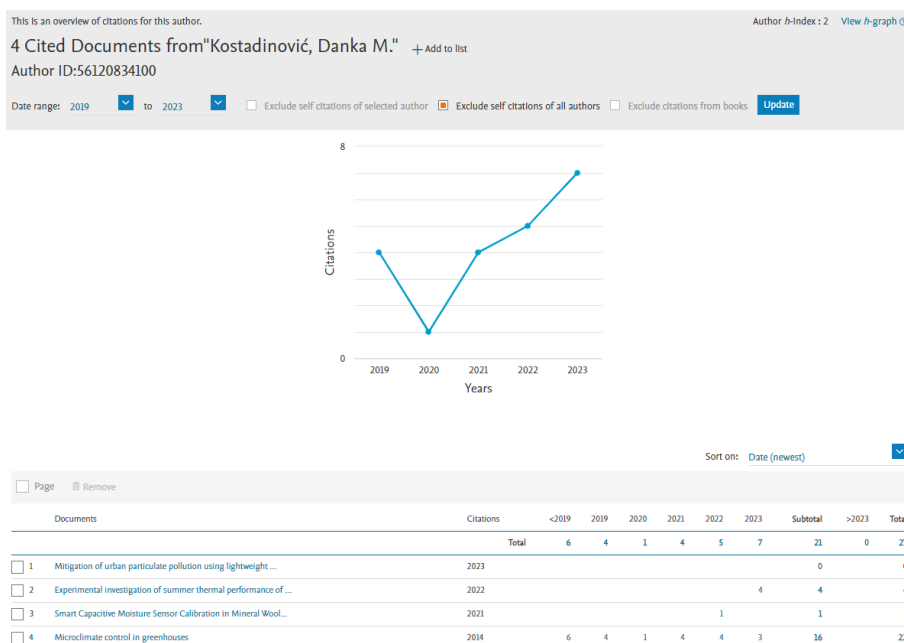 This is an overview of citations for this author.
Author h-Index : 2 View h-graph
4 Cited Documents from"Kostadinović, Danka M." + Add to list
Author ID:56120834100
Date range: 2019 to 2023 Exclude self citations of selected author Exclude self citations of all authors Exclude citations from books Update
8
Citations
0
2019 2020 2021 2022 2023
Years
Sort on: Date (newest)
Page Remove
Documents Citations <2019 2019 2020 2021 2022 2023 Subtotal >2023
Total 6 4 1 4 5 7 21 0
1 Mitigation of urban particulate pollution using lightweight ... 2023 0
2 Experimental investigation of summer thermal performance of ... 2022 4 4
3 Smart Capacitive Moisture Sensor Calibration in Mineral Wool... 2021 1 1
4 Microclimate control in greenhouses 2014 6 4 1 4 4 3 16